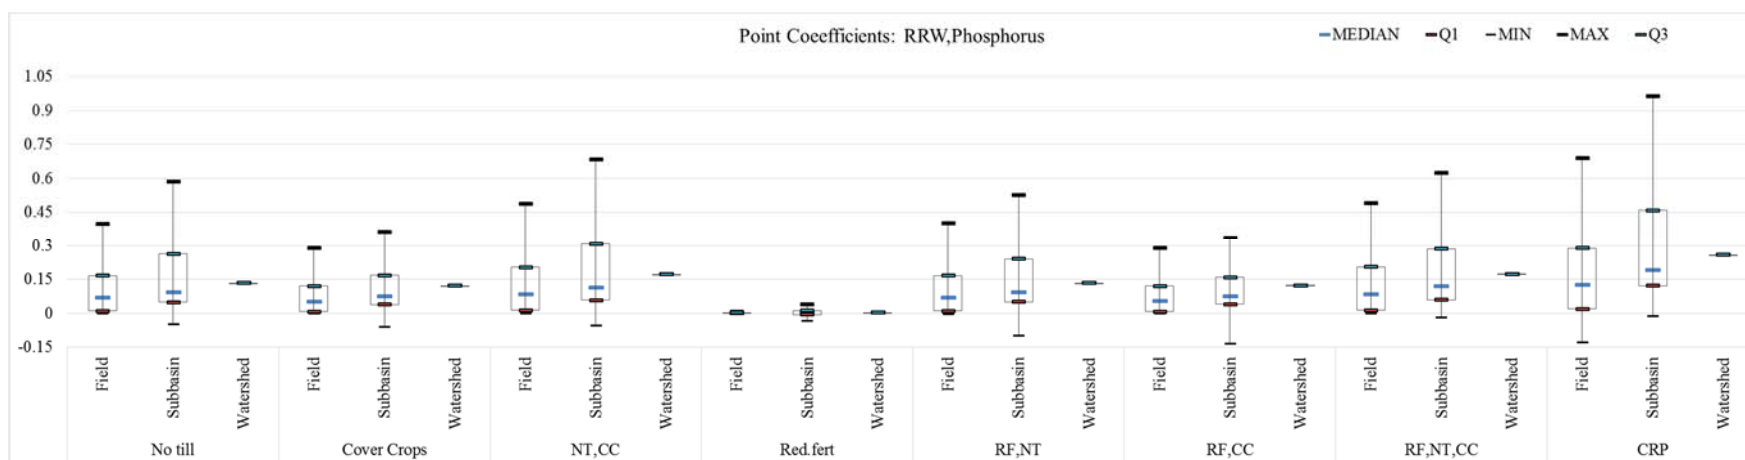 Point Coeefficients: RRW,Phosphorus
MEDIAN Q1 MIN MAX Q3
1.05
0.9
0.75
0.6
0.45
0.3
0.15
0
-0.15
Field Subbasin Watershed Field Subbasin Watershed Field Subbasin Watershed Field Subbasin Watershed Field Subbasin Watershed Field Subbasin Watershed Field Subbasin Watershed Field Subbasin Watershed
No till Cover Crops NT,CC Red.fert RF,NT RF,CC RF,NT,CC CRP